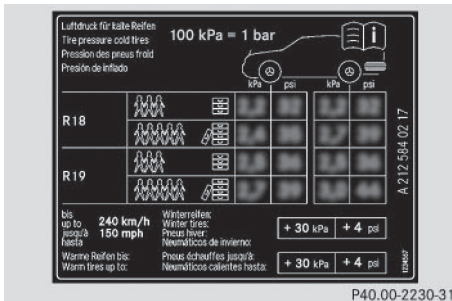 Luftdruck für kalte Reifen
Tire pressure cold tires
Pression des pneus froid
Presión de inflado
100 kPa = 1 bar
i
kPa psi kPa psi
R18
R19
A 212 584 02 17
bis
up to
jusqu'à
hasta
240 km/h
150 mph
Winterreifen:
Winter tires:
Pneus hiver:
Neumáticos de invierno:
+ 30 kPa + 4 psi
Warme Reifen bis:
Warm tires up to:
Pneus échauffes jusqu'à:
Neumáticos calientes hasta:
+ 30 kPa + 4 psi
1234567
P40.00-2230-31